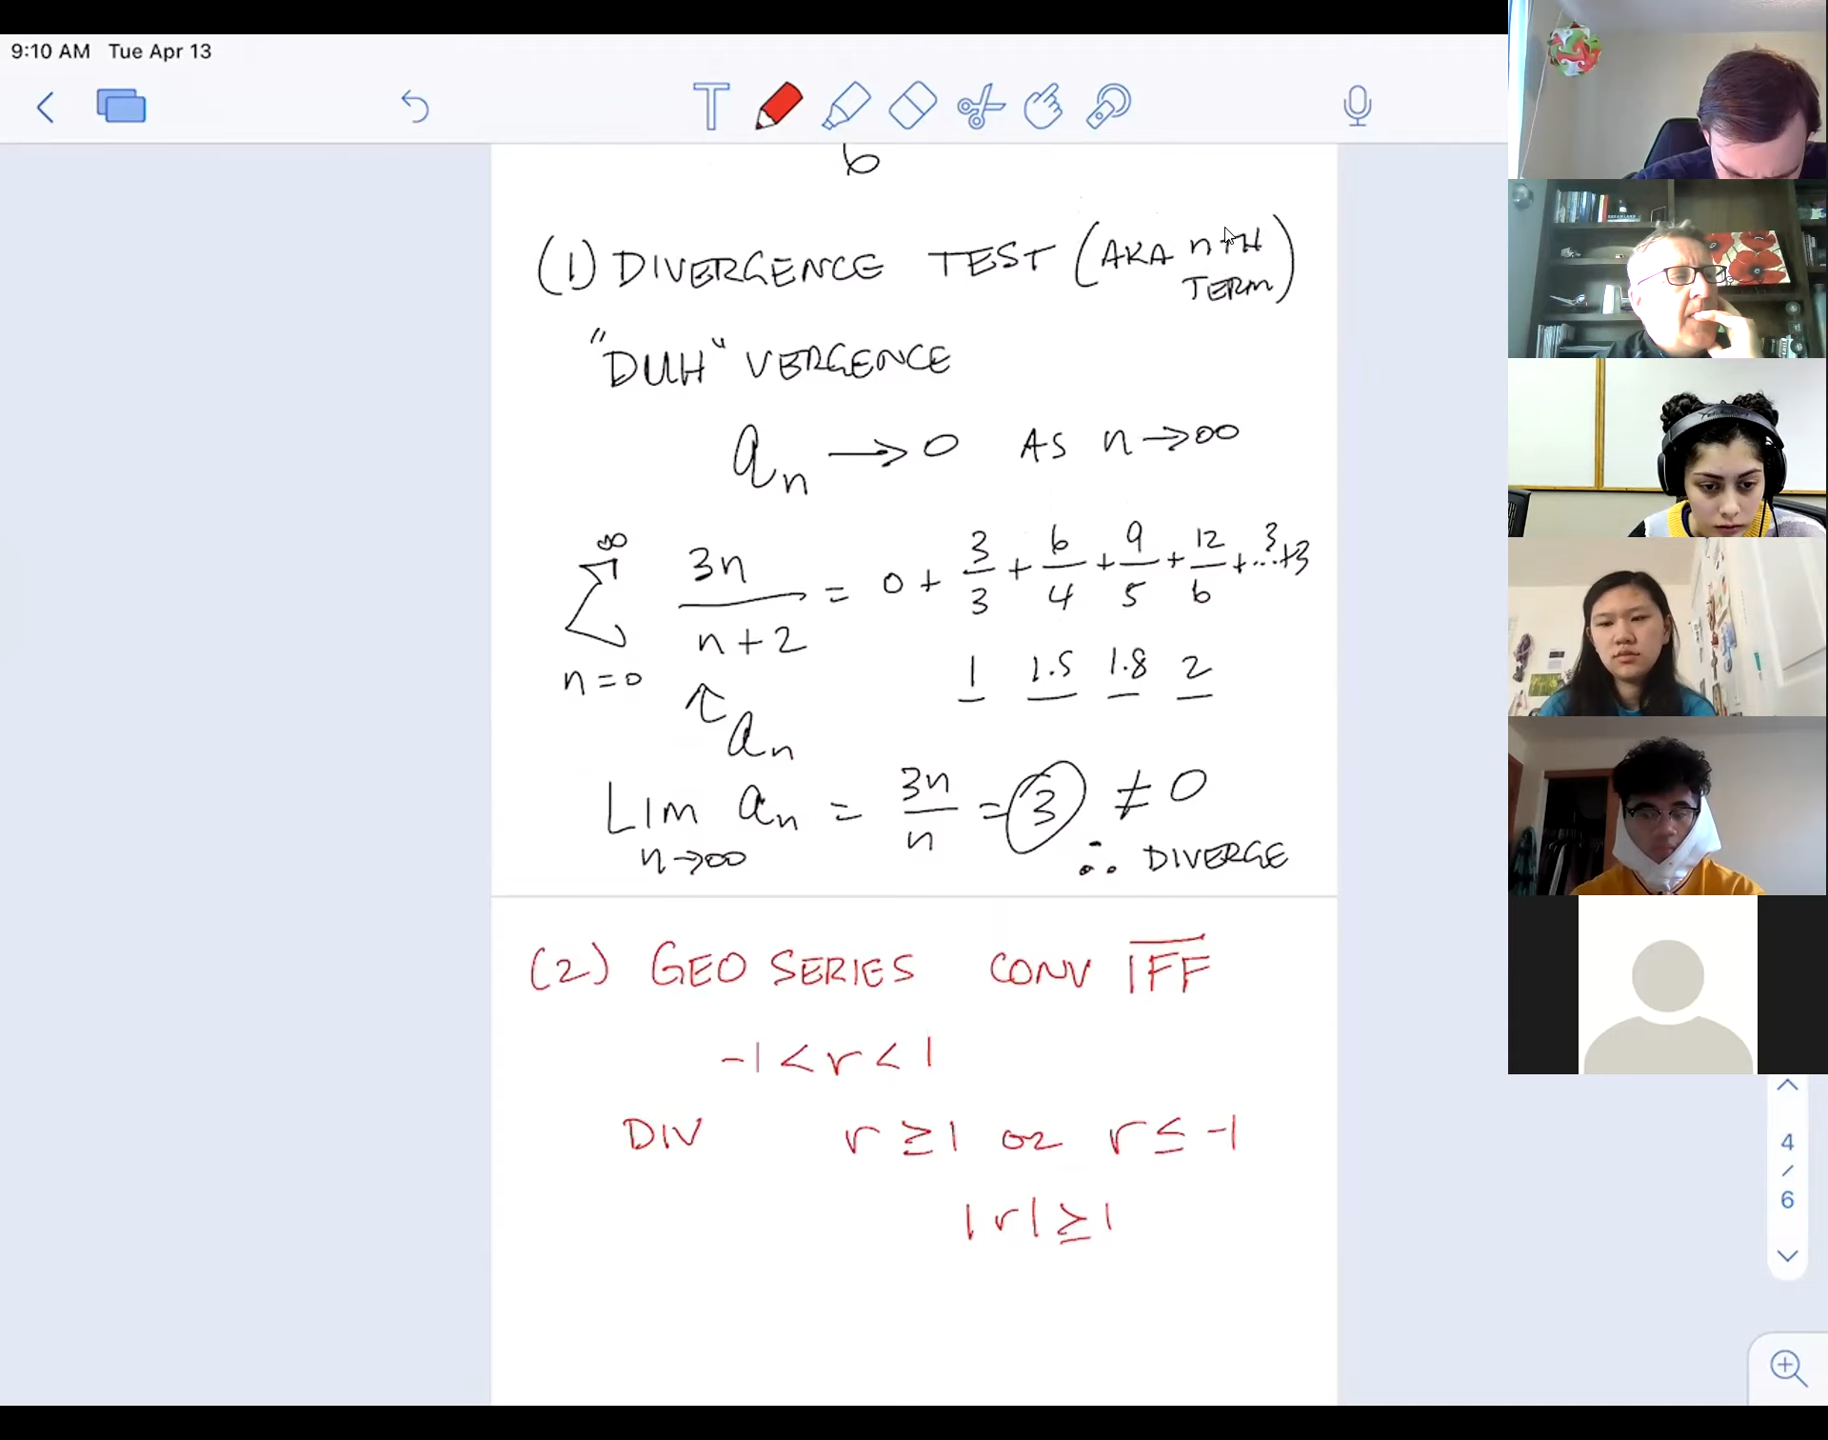 9:10 AM Tue Apr 13
T
6
(1) DIVERGENCE TEST (AKA nTH TERM)
"DUH" VERGENCE
aₙ → 0 AS n → ∞
∞
∑ 3n/(n+2) = 0 + 3/3 + 6/4 + 9/5 + 12/6 + ... 3 + 3
n = 0
1 1.5 1.8 2
↖ aₙ
Lim aₙ = 3n/n = 3 ≠ 0
n → ∞
∴ DIVERGE
(2) GEO SERIES CONV IFF
-1 < r < 1
DIV r ≥ 1 or r ≤ -1
|r| ≥ 1
4
/
6